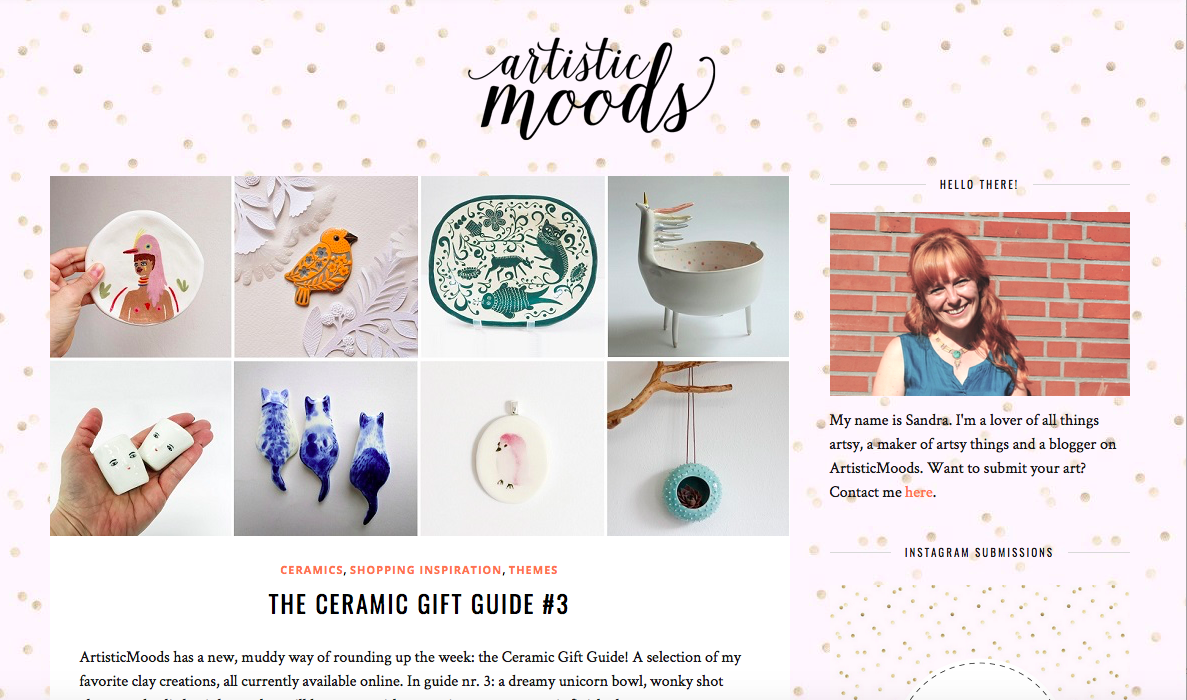 artistic
moods
HELLO THERE!
My name is Sandra. I'm a lover of all things
artsy, a maker of artsy things and a blogger on
ArtisticMoods. Want to submit your art?
Contact me here.
INSTAGRAM SUBMISSIONS
CERAMICS, SHOPPING INSPIRATION, THEMES
THE CERAMIC GIFT GUIDE #3
ArtisticMoods has a new, muddy way of rounding up the week: the Ceramic Gift Guide! A selection of my
favorite clay creations, all currently available online. In guide nr. 3: a dreamy unicorn bowl, wonky shot